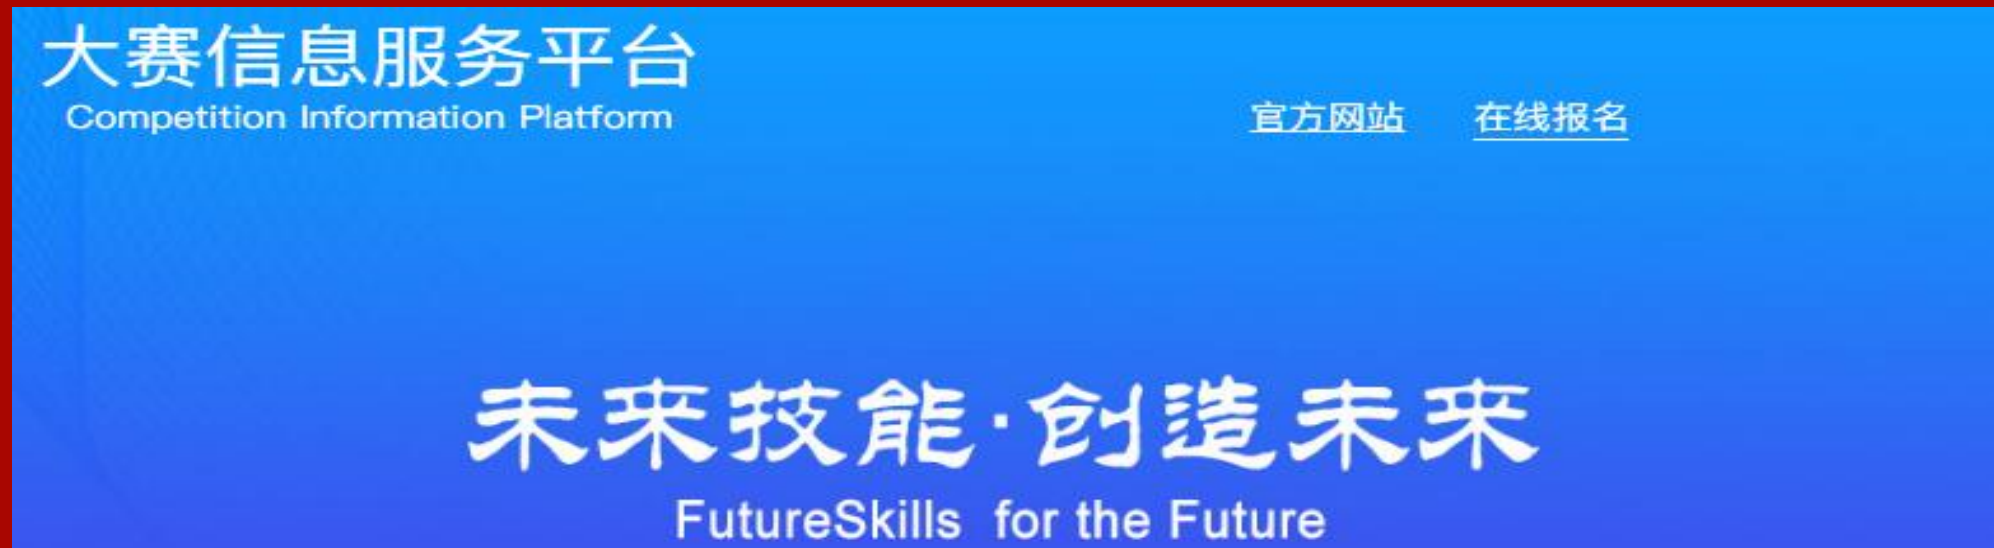 大赛信息服务平台
Competition Information Platform
官方网站 在线报名
未来技能·创造未来
FutureSkills for the Future